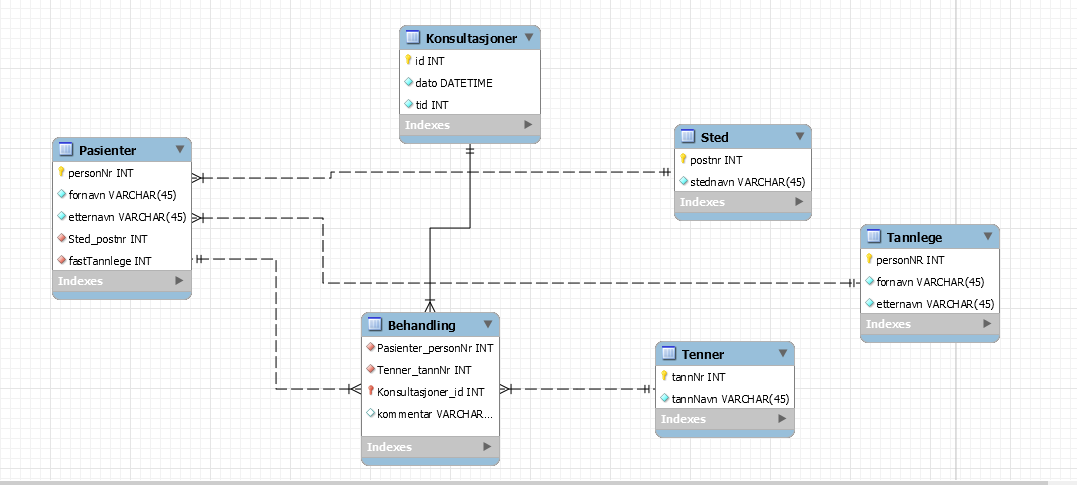 Konsultasjoner
id INT
dato DATETIME
tid INT
Indexes
Pasienter
personNr INT
fornavn VARCHAR(45)
etternavn VARCHAR(45)
Sted_postnr INT
fastTannlege INT
Indexes
Sted
postnr INT
stednavn VARCHAR(45)
Indexes
Tannlege
personNR INT
fornavn VARCHAR(45)
etternavn VARCHAR(45)
Indexes
Behandling
Pasienter_personNr INT
Tenner_tannNr INT
Konsultasjoner_id INT
kommentar VARCHAR...
Indexes
Tenner
tannNr INT
tannNavn VARCHAR(45)
Indexes